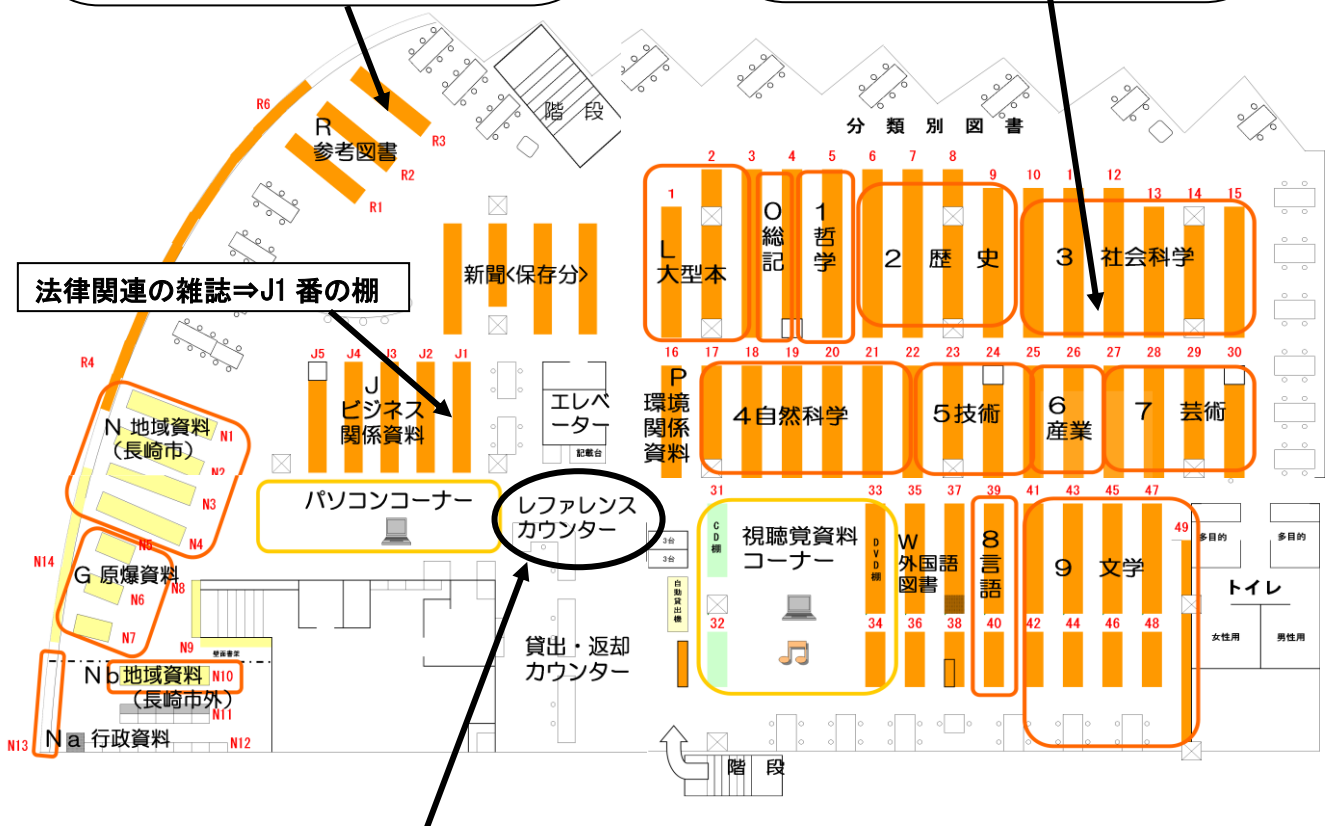 階 段
R6
R
参考図書
R3
R2
R1
分 類 別 図 書
1
2
3
4
5
6
7
8
9
10
12
13
14
15
L
大型本
0
総
記
1
哲
学
2 歴 史
3 社会科学
新聞<保存分>
法律関連の雑誌⇒J1 番の棚
J5
J4
J3
J2
J1
J
ビジネス
関係資料
エレベ
ーター
記載台
16
17
18
19
20
21
22
23
24
25
26
27
28
29
30
P
環境
関係
資料
4自然科学
5技術
6
産業
7 芸術
R4
N 地域資料
(長崎市)
N1
N2
N3
N4
パソコンコーナー
レファレンス
カウンター
N14
G 原爆資料
N5
N6
N7
N8
N9
壁面書架
Nb地域資料
(長崎市外)
N10
N11
N12
N13
Na 行政資料
3台
3台
自動貸出機
貸出・返却
カウンター
31
CD棚
32
視聴覚資料
コーナー
33
DVD棚
34
35
36
37
38
W
外国語
図書
39
8
言
語
40
41
42
43
44
45
46
47
48
49
9 文学
多目的
多目的
トイレ
女性用
男性用
階 段